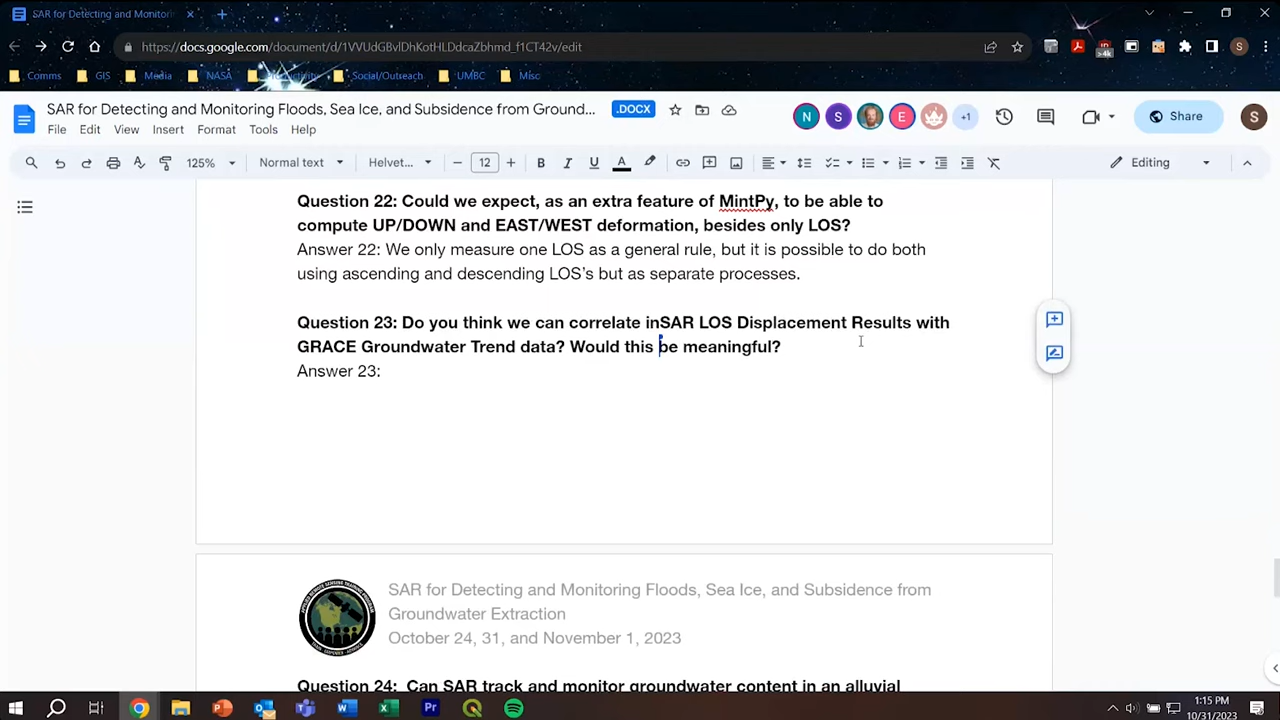 SAR for Detecting and Monitori
https://docs.google.com/document/d/1VVUdGBvlDhKotHLDdcaZbhmd_f1CT42v/edit
>4k
S
Comms GIS Media NASA Productivity Social/Outreach UMBC Misc
SAR for Detecting and Monitoring Floods, Sea Ice, and Subsidence from Ground... .DOCX
N S E +1 Share S
File Edit View Insert Format Tools Help
125% Normal text Helvet... 12 B I U A Editing
Question 22: Could we expect, as an extra feature of MintPy, to be able to
compute UP/DOWN and EAST/WEST deformation, besides only LOS?
Answer 22: We only measure one LOS as a general rule, but it is possible to do both
using ascending and descending LOS's but as separate processes.
Question 23: Do you think we can correlate inSAR LOS Displacement Results with
GRACE Groundwater Trend data? Would this be meaningful?
Answer 23:
SAR for Detecting and Monitoring Floods, Sea Ice, and Subsidence from
Groundwater Extraction
October 24, 31, and November 1, 2023
Question 24: Can SAR track and monitor groundwater content in an alluvial
1:15 PM
10/31/2023